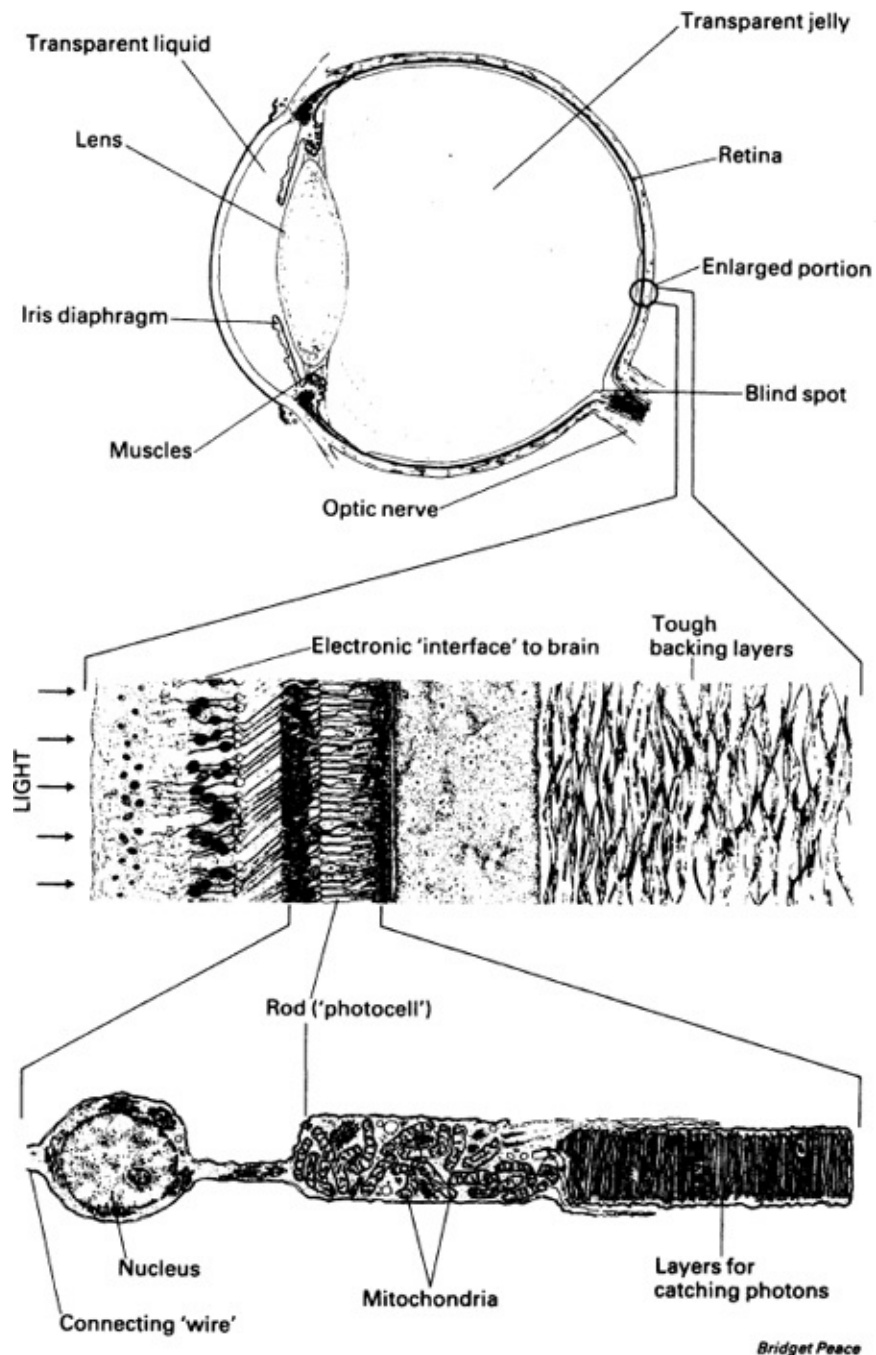 Transparent liquid
Transparent jelly
Lens
Retina
Enlarged portion
Iris diaphragm
Blind spot
Muscles
Optic nerve
Electronic 'interface' to brain
Tough
backing layers
LIGHT
Rod ('photocell')
Nucleus
Mitochondria
Layers for
catching photons
Connecting 'wire'
Bridget Peace